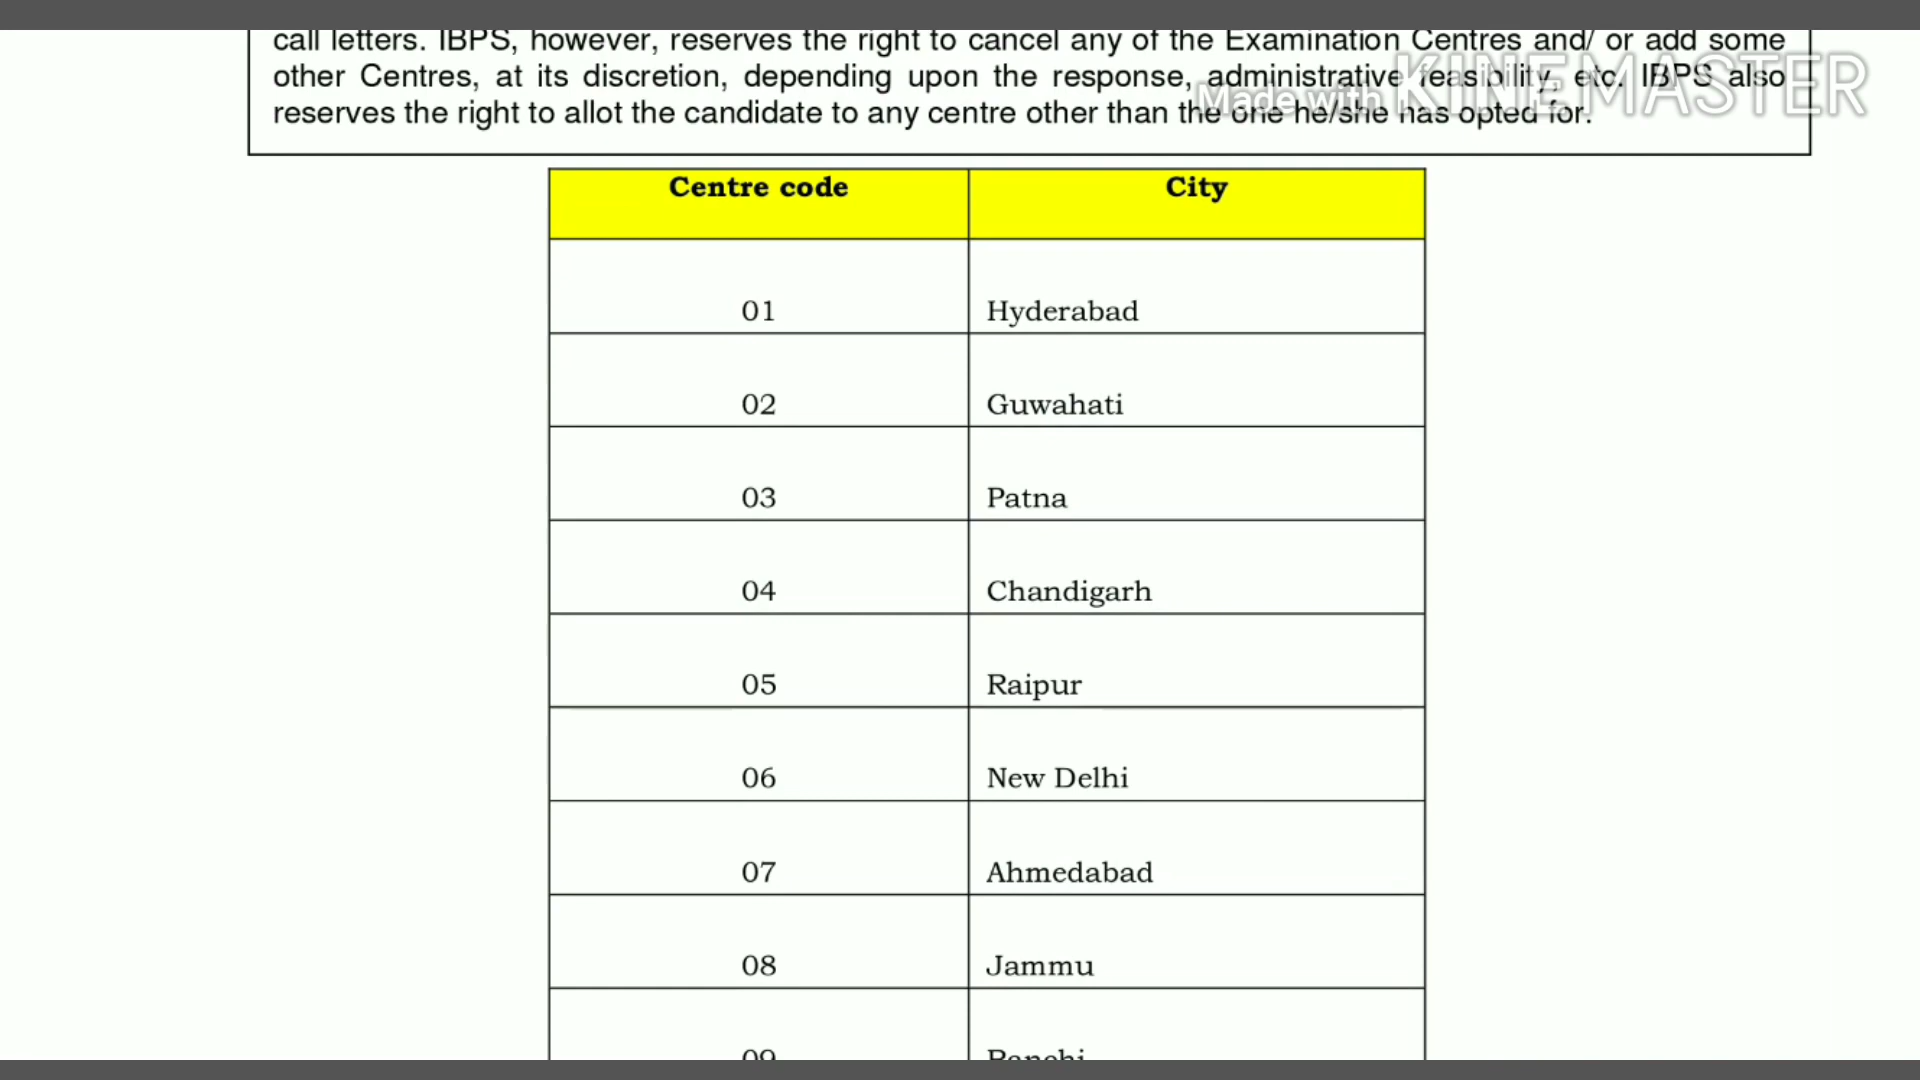 call letters. IBPS, however, reserves the right to cancel any of the Examination Centres and/ or add some
other Centres, at its discretion, depending upon the response, administrative feasibility, etc. IBPS also
reserves the right to allot the candidate to any centre other than the one he/she has opted for.
Made with KINEMASTER
Centre code City
01 Hyderabad
02 Guwahati
03 Patna
04 Chandigarh
05 Raipur
06 New Delhi
07 Ahmedabad
08 Jammu
09 Ranchi